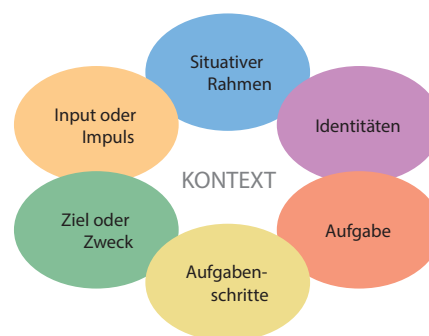 Situativer
Rahmen
Input oder
Impuls
Identitäten
KONTEXT
Ziel oder
Zweck
Aufgabe
Aufgaben-
schritte